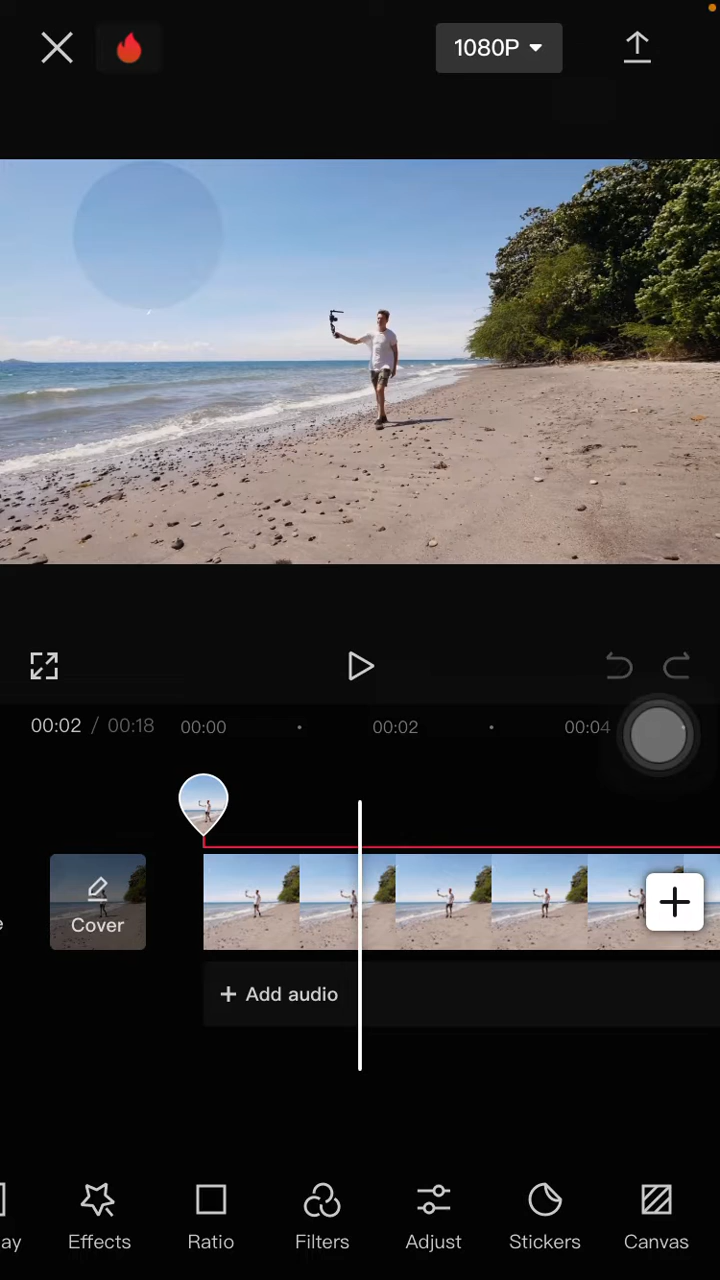 1080P
00:02 / 00:18
00:00
00:02
00:04
Cover
e
+ Add audio
ay
Effects
Ratio
Filters
Adjust
Stickers
Canvas